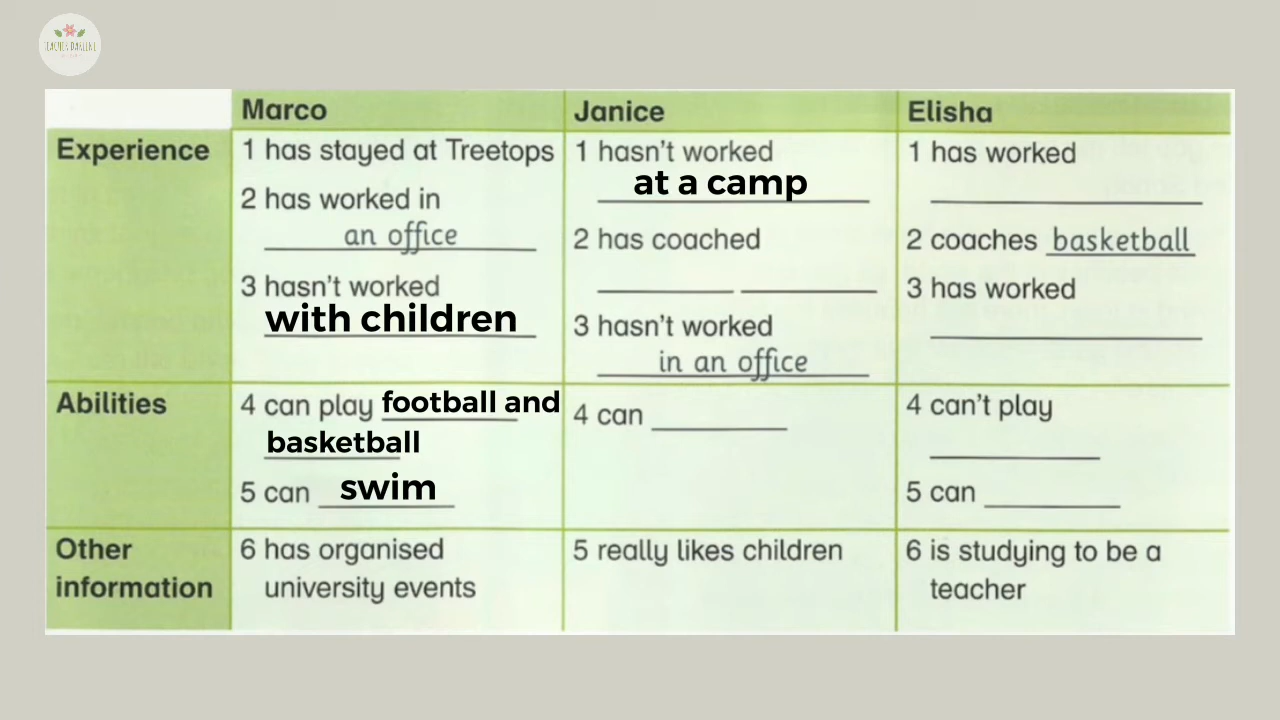 TEACHER DARLENE
Marco
Janice
Elisha
Experience
1 has stayed at Treetops
2 has worked in
an office
3 hasn't worked
with children
1 hasn't worked
at a camp
2 has coached
3 hasn't worked
in an office
1 has worked
2 coaches basketball
3 has worked
Abilities
4 can play football and
basketball
5 can swim
4 can
4 can't play
5 can
Other
information
6 has organised
university events
5 really likes children
6 is studying to be a
teacher